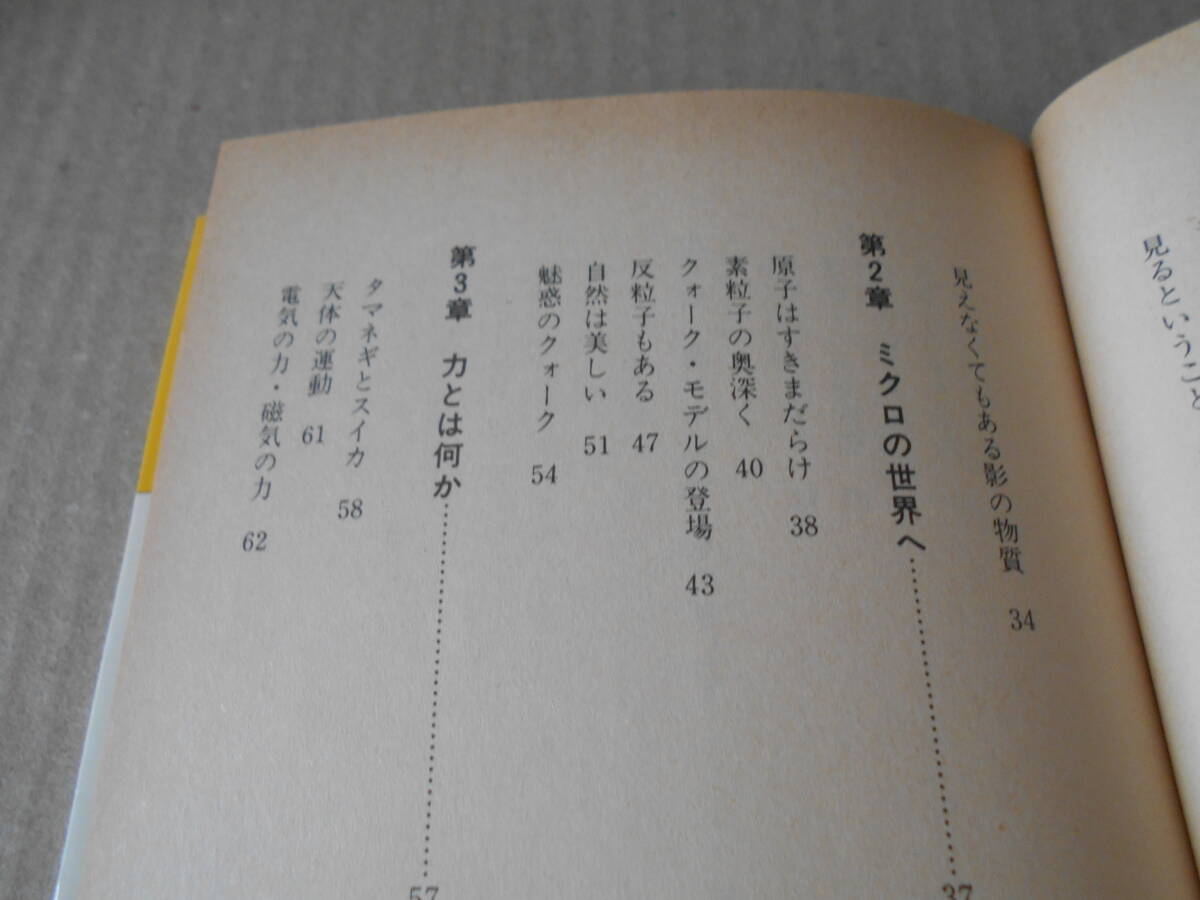 見るということ
見えなくてもある影の物質 34
第2章 ミクロの世界へ……………………37
原子はすきまだらけ 38
素粒子の奥深く 40
クォーク・モデルの登場 43
反粒子もある 47
自然は美しい 51
魅惑のクォーク 54
第3章 力とは何か……………………57
タマネギとスイカ 58
天体の運動 61
電気の力・磁気の力 62